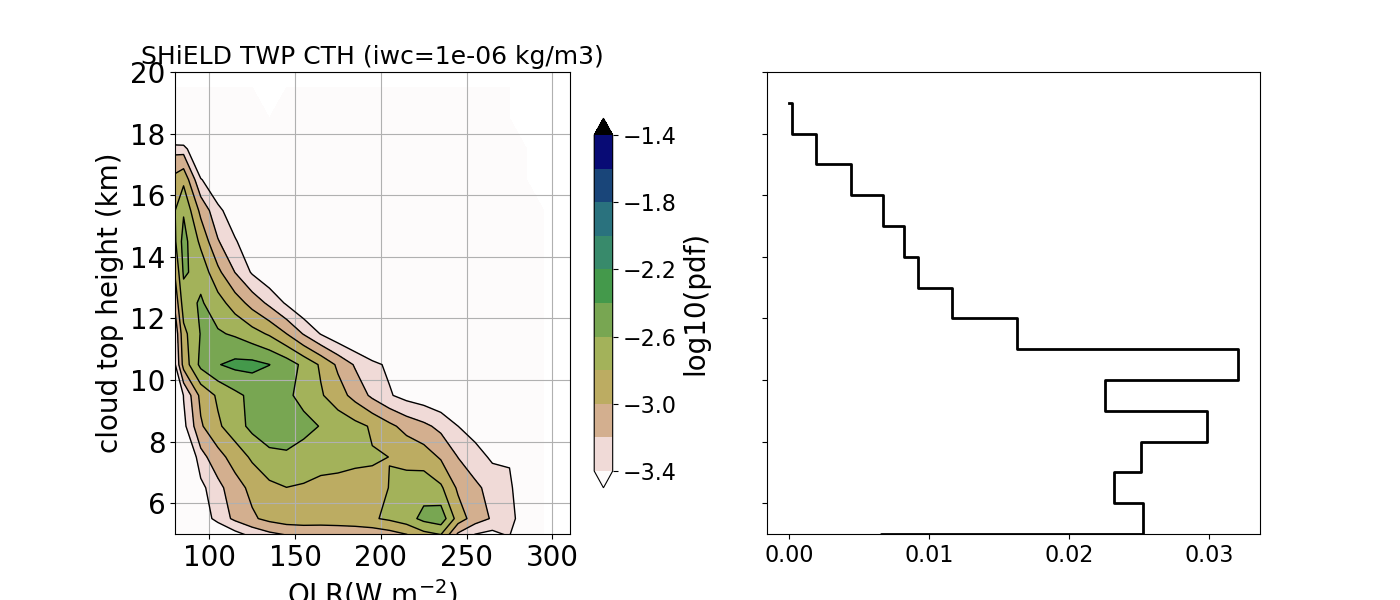 SHiELD TWP CTH (iwc=1e-06 kg/m3)
cloud top height (km)
20
18
16
14
12
10
8
6
100 150 200 250 300
OLR(W m−2)
−1.4
−1.8
−2.2
−2.6
−3.0
−3.4
log10(pdf)
0.00 0.01 0.02 0.03